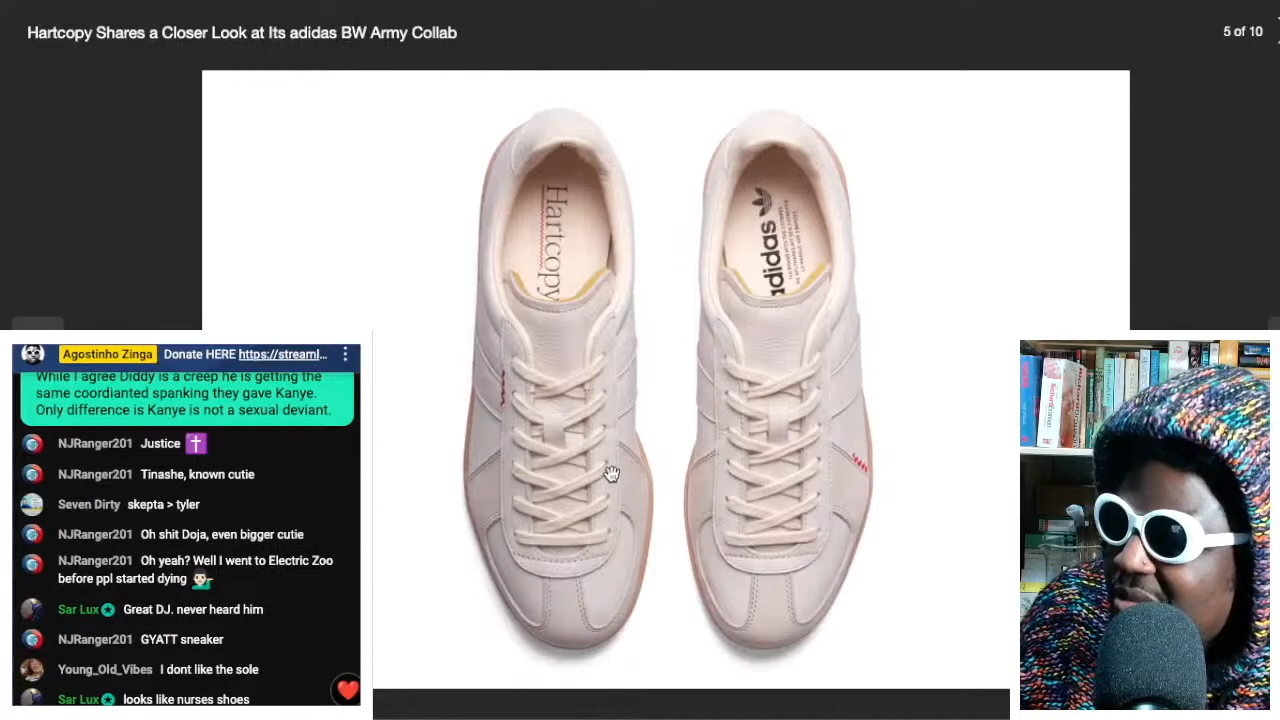 Hartcopy Shares a Closer Look at Its adidas BW Army Collab
5 of 10
Hartcopy
adidas
Agostinho Zinga Donate HERE https://streaml...
While I agree Diddy is a creep he is getting the
same coordianted spanking they gave Kanye.
Only difference is Kanye is not a sexual deviant.
NJRanger201 Justice
NJRanger201 Tinashe, known cutie
Seven Dirty skepta > tyler
NJRanger201 Oh shit Doja, even bigger cutie
NJRanger201 Oh yeah? Well I went to Electric Zoo
before ppl started dying
Sar Lux Great DJ. never heard him
NJRanger201 GYATT sneaker
Young_Old_Vibes I dont like the sole
Sar Lux looks like nurses shoes